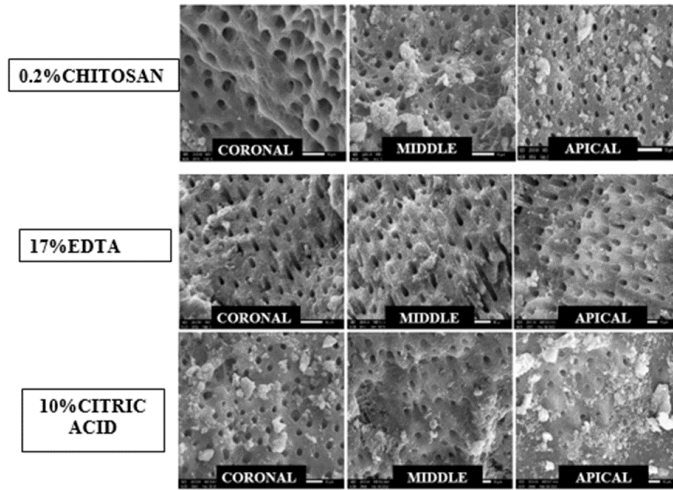 0.2%CHITOSAN
CORONAL
MIDDLE
APICAL
17%EDTA
CORONAL
MIDDLE
APICAL
10%CITRIC
ACID
CORONAL
MIDDLE
APICAL